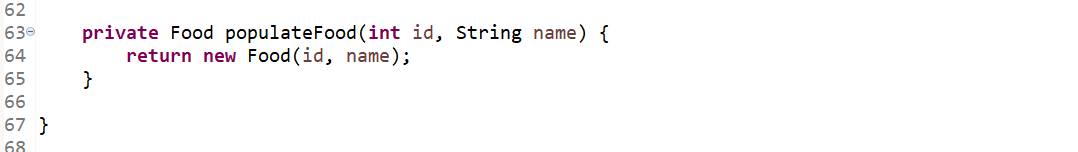 62
63 private Food populateFood(int id, String name) {
64 return new Food(id, name);
65 }
66
67 }
68